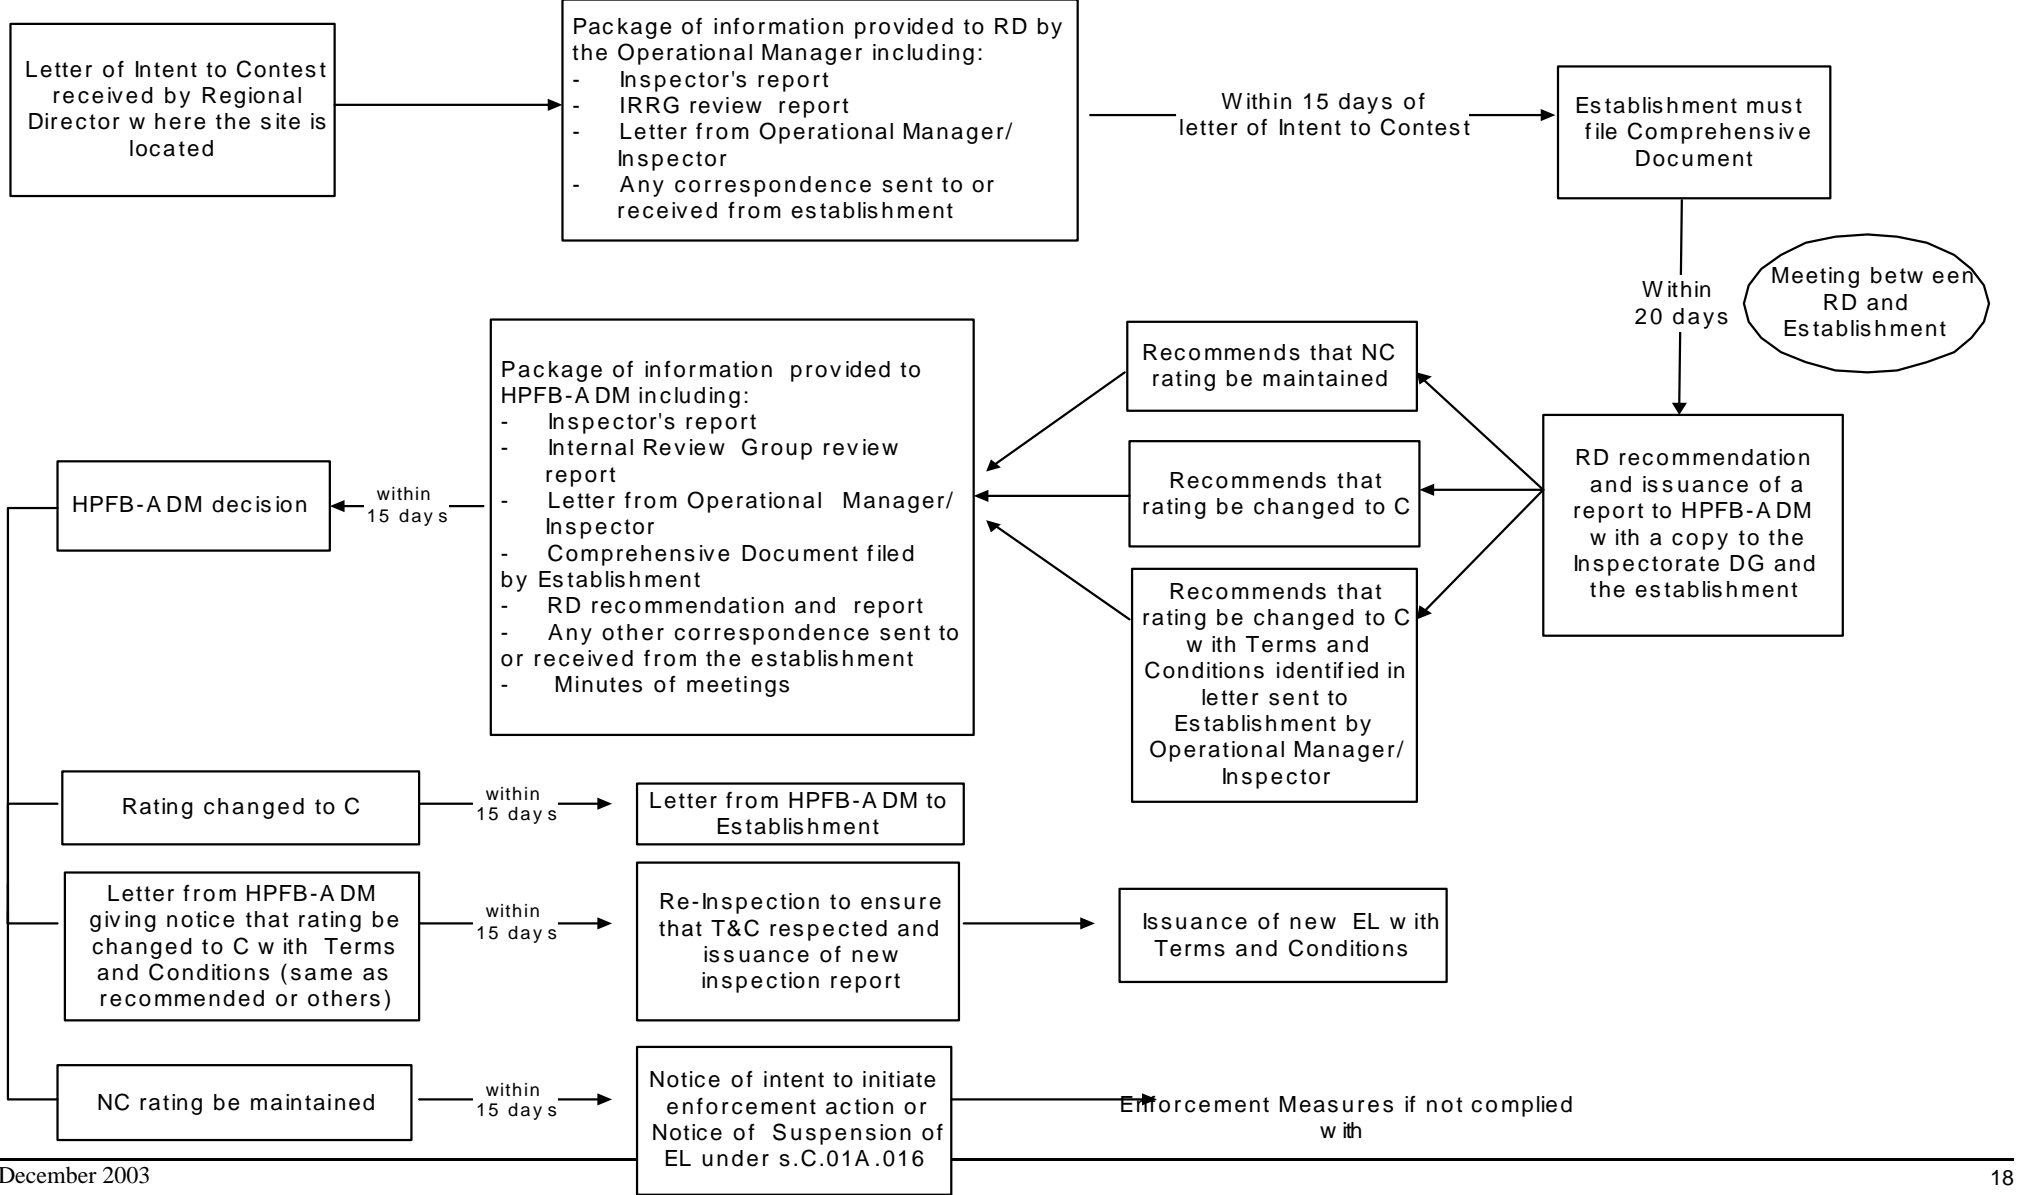 Letter of Intent to Contest
received by Regional
Director where the site is
located
Package of information provided to RD by
the Operational Manager including:
- Inspector's report
- IRRG review report
- Letter from Operational Manager/
Inspector
- Any correspondence sent to or
received from establishment
Within 15 days of
letter of Intent to Contest
Establishment must
file Comprehensive
Document
Within
20 days
Meeting between
RD and
Establishment
RD recommendation
and issuance of a
report to HPFB-ADM
with a copy to the
Inspectorate DG and
the establishment
Recommends that NC
rating be maintained
Recommends that
rating be changed to C
Recommends that
rating be changed to C
with Terms and
Conditions identified in
letter sent to
Establishment by
Operational Manager/
Inspector
Package of information provided to
HPFB-ADM including:
- Inspector's report
- Internal Review Group review
report
- Letter from Operational Manager/
Inspector
- Comprehensive Document filed
by Establishment
- RD recommendation and report
- Any other correspondence sent to
or received from the establishment
- Minutes of meetings
within
15 days
HPFB-ADM decision
Rating changed to C
within
15 days
Letter from HPFB-ADM to
Establishment
Letter from HPFB-ADM
giving notice that rating be
changed to C with Terms
and Conditions (same as
recommended or others)
within
15 days
Re-Inspection to ensure
that T&C respected and
issuance of new
inspection report
Issuance of new EL with
Terms and Conditions
NC rating be maintained
within
15 days
Notice of intent to initiate
enforcement action or
Notice of Suspension of
EL under s.C.01A.016
Enforcement Measures if not complied
with
December 2003
18